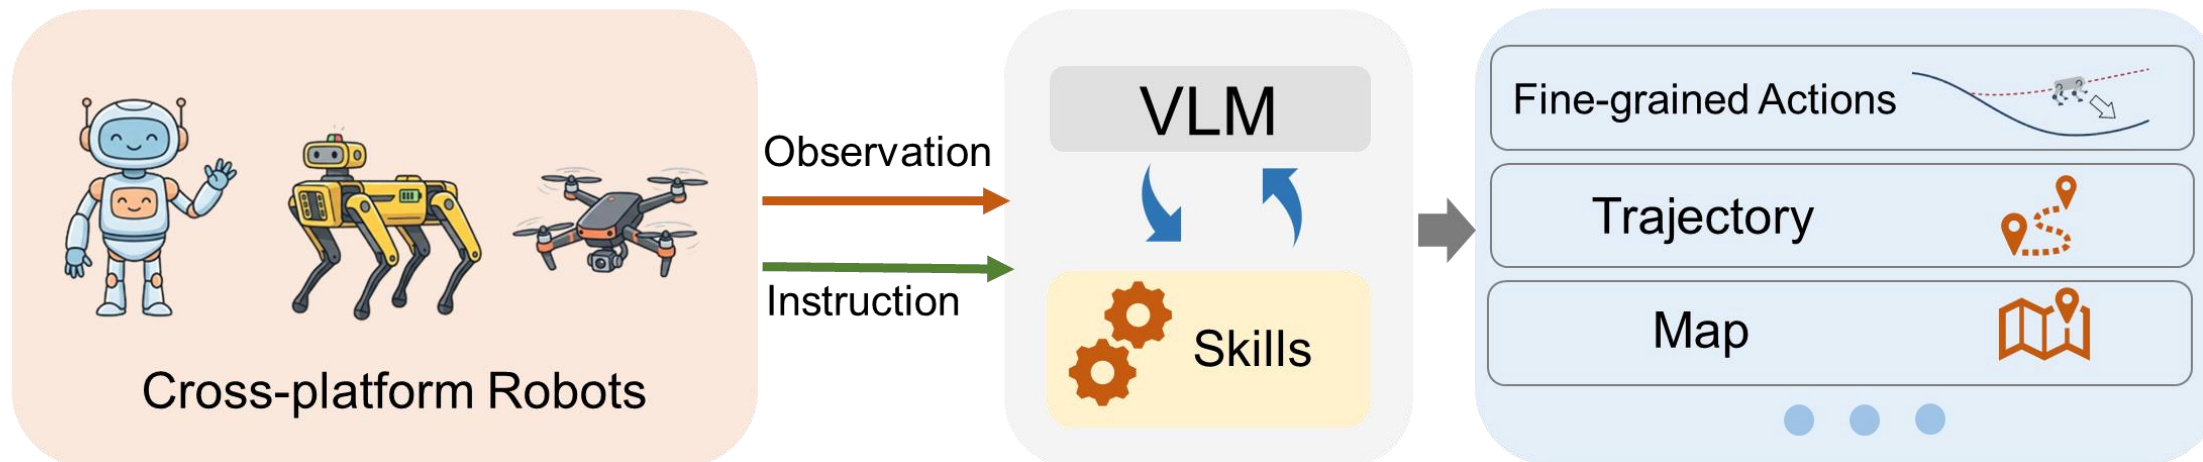 Cross-platform Robots
Observation
Instruction
VLM
Skills
Fine-grained Actions
Trajectory
Map